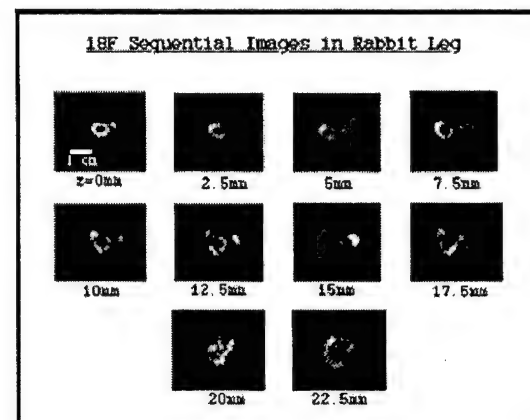 18F Sequential Images in Rabbit Leg
1 cm
z=0mm
2.5mm
5mm
7.5mm
10mm
12.5mm
15mm
17.5mm
20mm
22.5mm